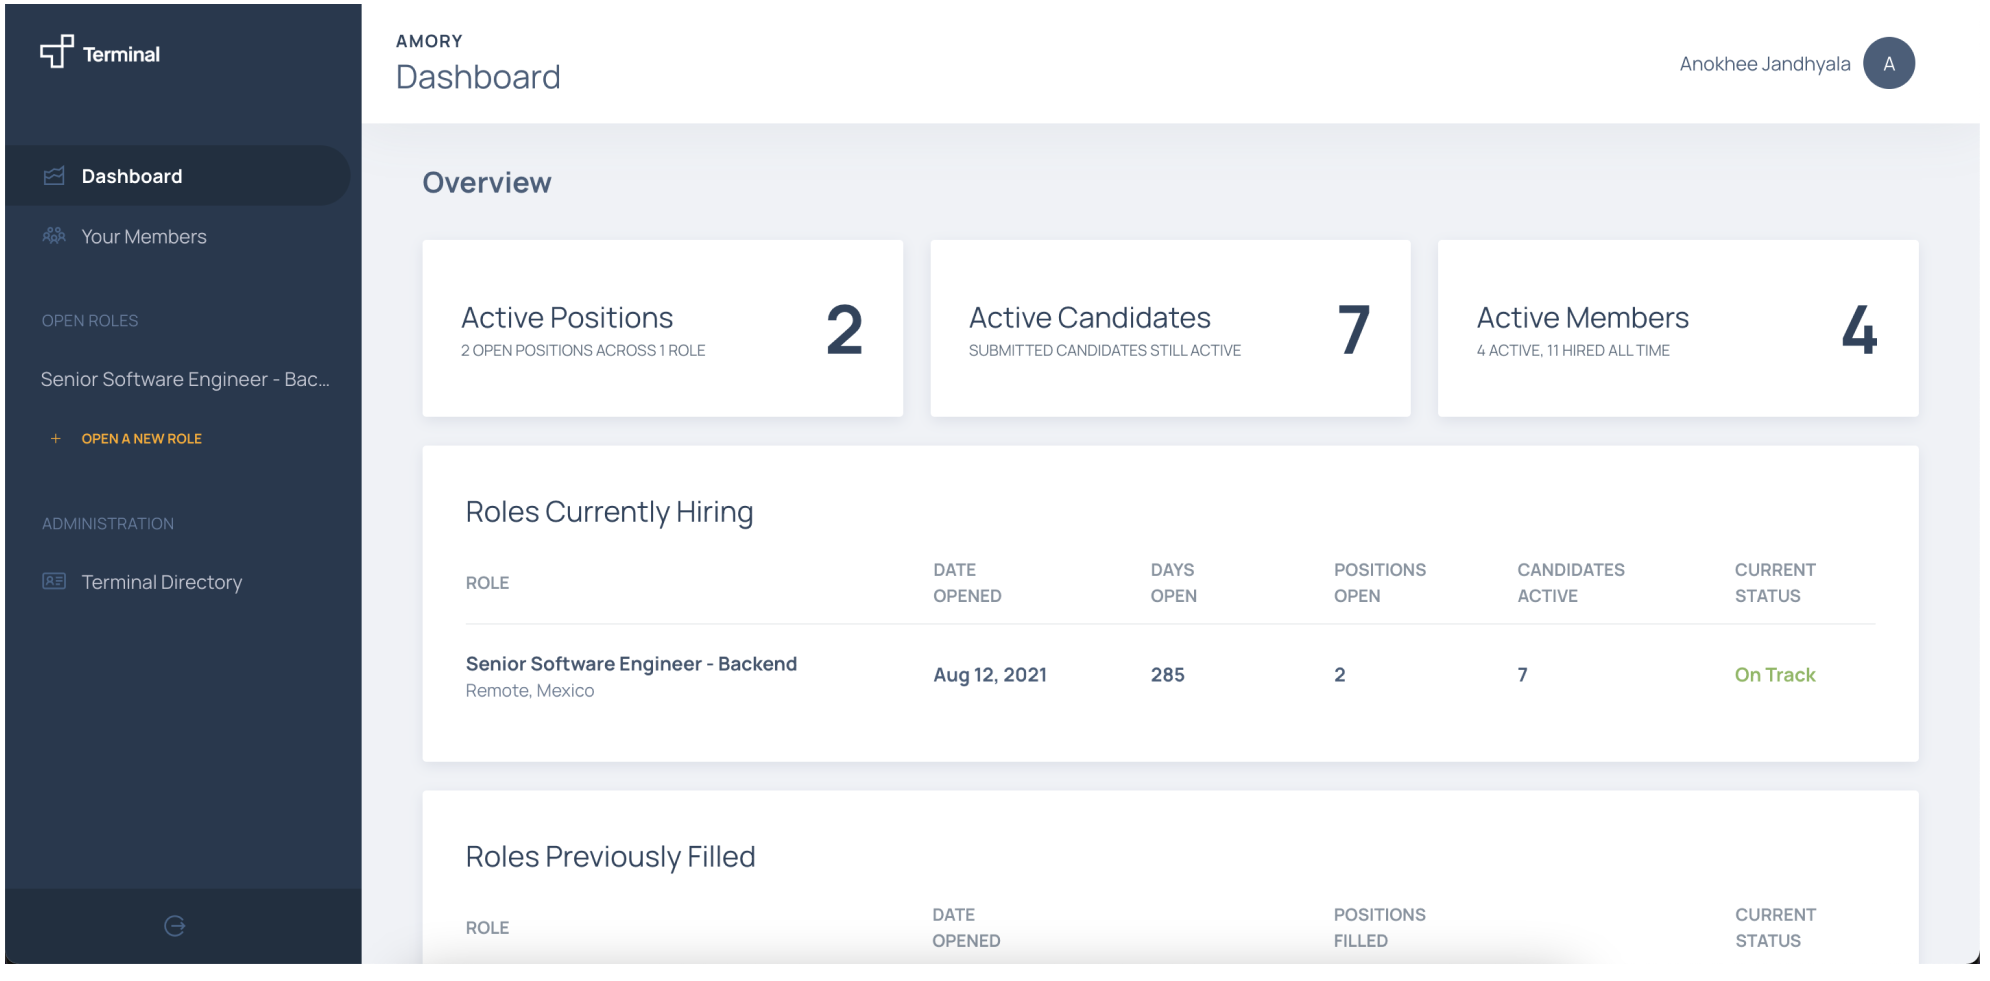 Terminal
Dashboard
Your Members
OPEN ROLES
Senior Software Engineer - Bac...
+ OPEN A NEW ROLE
ADMINISTRATION
Terminal Directory
AMORY
Dashboard
Anokhee Jandhyala A
Overview
Active Positions
2 OPEN POSITIONS ACROSS 1 ROLE
2
Active Candidates
SUBMITTED CANDIDATES STILL ACTIVE
7
Active Members
4 ACTIVE, 11 HIRED ALL TIME
4
Roles Currently Hiring
ROLE
DATE
OPENED
DAYS
OPEN
POSITIONS
OPEN
CANDIDATES
ACTIVE
CURRENT
STATUS
Senior Software Engineer - Backend
Remote, Mexico
Aug 12, 2021
285
2
7
On Track
Roles Previously Filled
ROLE
DATE
OPENED
POSITIONS
FILLED
CURRENT
STATUS